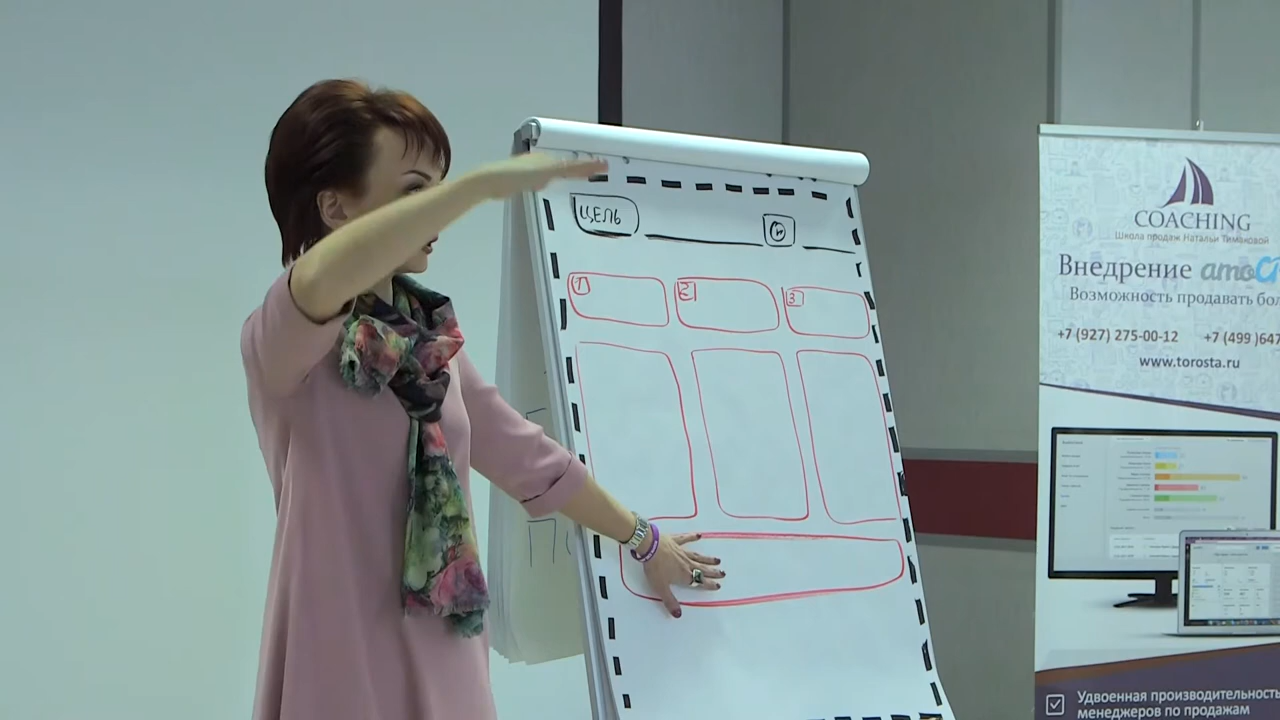 ЦЕЛЬ
1
2
3
COACHING
Школа продаж Натальи Тимаковой
Внедрение amoC
Возможность продавать бол
+7 (927) 275-00-12 +7 (499 )647
www.torosta.ru
Удвоенная производительность
менеджеров по продажам